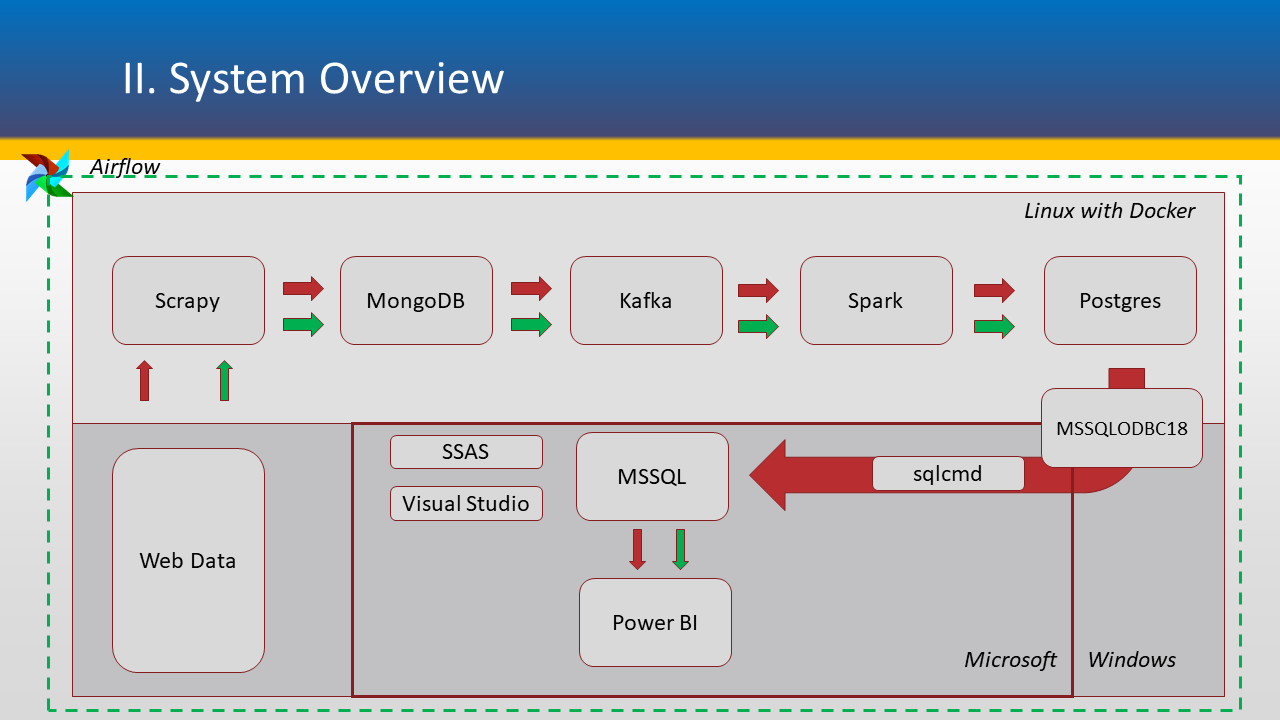 II. System Overview
Airflow
Linux with Docker
Scrapy
MongoDB
Kafka
Spark
Postgres
MSSQLODBC18
SSAS
MSSQL
sqlcmd
Visual Studio
Web Data
Power BI
Microsoft
Windows